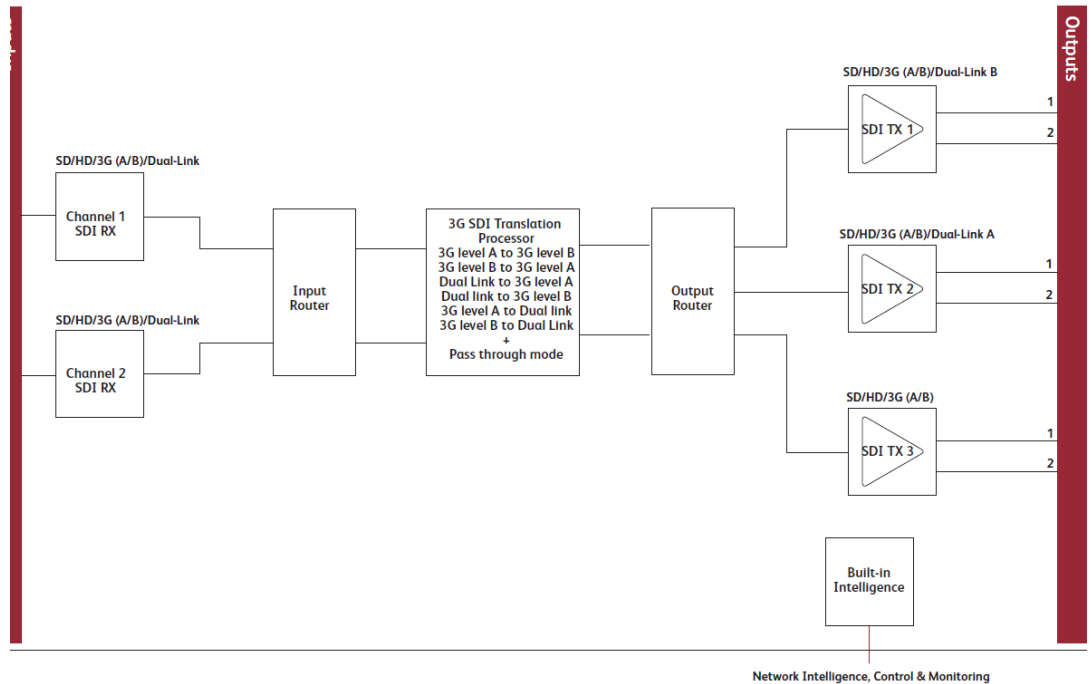 Outputs
SD/HD/3G (A/B)/Dual-Link B
SDI TX 1
1
2
SD/HD/3G (A/B)/Dual-Link
Channel 1
SDI RX
Input
Router
3G SDI Translation
Processor
3G level A to 3G level B
3G level B to 3G level A
Dual Link to 3G level A
Dual link to 3G level B
3G level A to Dual link
3G level B to Dual Link
+
Pass through mode
Output
Router
SD/HD/3G (A/B)/Dual-Link A
SDI TX 2
1
2
SD/HD/3G (A/B)/Dual-Link
Channel 2
SDI RX
SD/HD/3G (A/B)
SDI TX 3
1
2
Built-in
Intelligence
Network Intelligence, Control & Monitoring